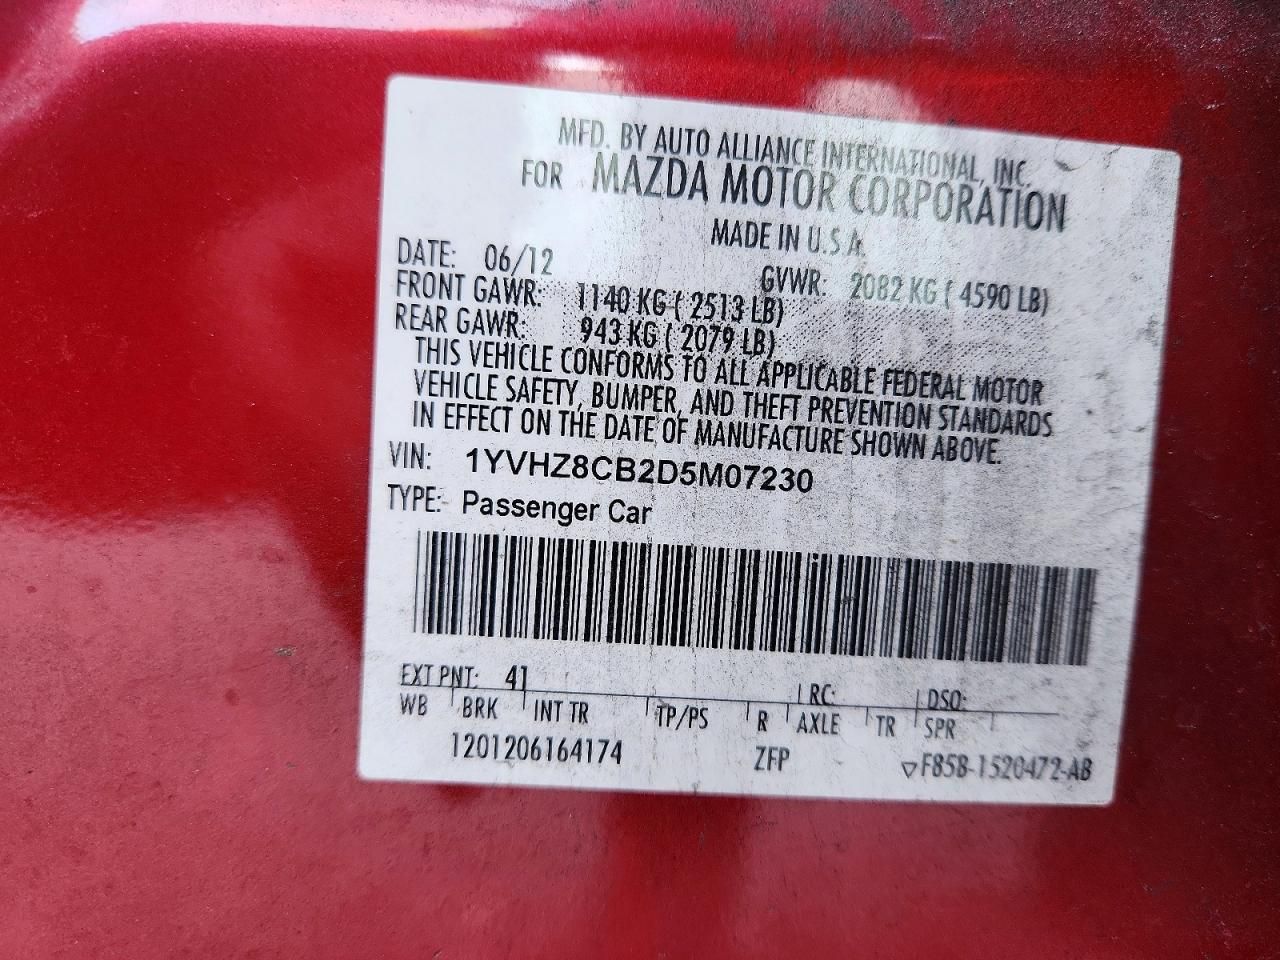 MFD. BY AUTO ALLIANCE INTERNATIONAL, INC.
FOR MAZDA MOTOR CORPORATION
MADE IN U.S.A.
DATE: 06/12 GVWR: 2082 KG ( 4590 LB)
FRONT GAWR: 1140 KG ( 2513 LB)
REAR GAWR: 943 KG ( 2079 LB)
THIS VEHICLE CONFORMS TO ALL APPLICABLE FEDERAL MOTOR
VEHICLE SAFETY, BUMPER, AND THEFT PREVENTION STANDARDS
IN EFFECT ON THE DATE OF MANUFACTURE SHOWN ABOVE.
VIN: 1YVHZ8CB2D5M07230
TYPE: Passenger Car
EXT PNT: 41 RC: DSO:
WB BRK INT TR TP/PS R AXLE TR SPR
1201206164174 ZFP ▽F858-1520472-AB